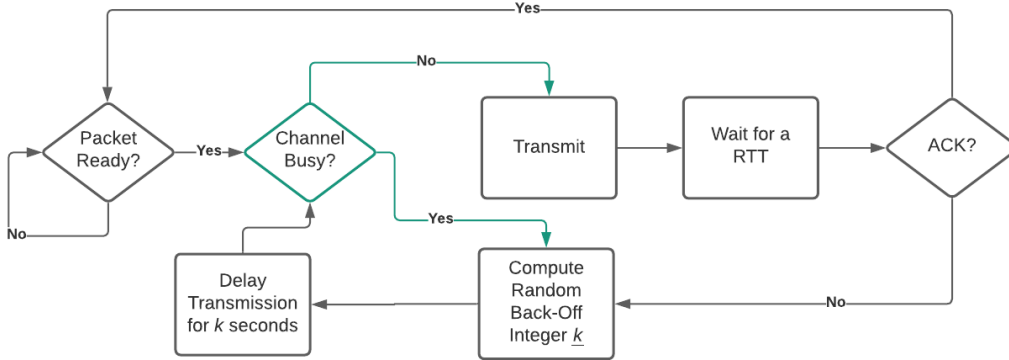 Yes
No
Packet
Ready?
Yes
Channel
Busy?
Transmit
Wait for a
RTT
ACK?
No
Yes
Delay
Transmission
for k seconds
Compute
Random
Back-Off
Integer k
No